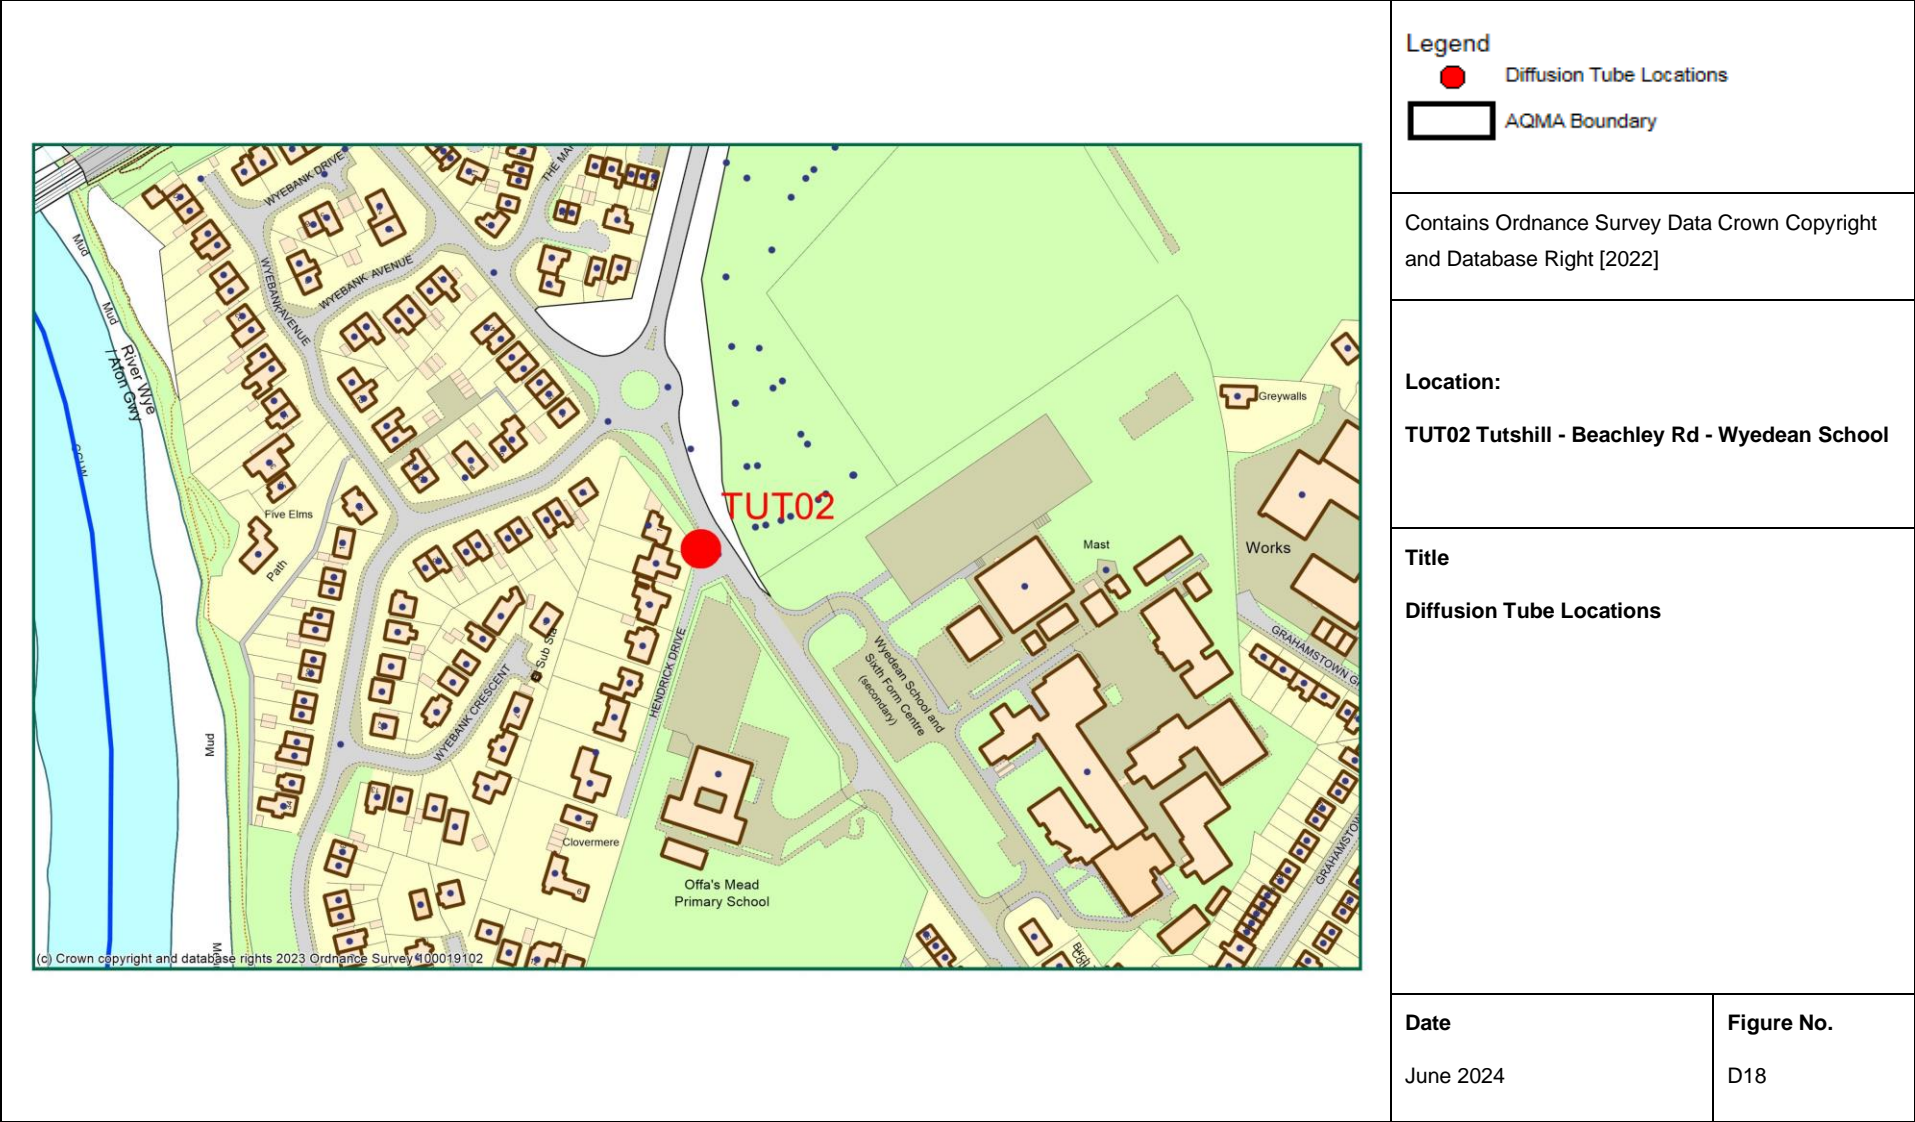 Legend
Diffusion Tube Locations
AQMA Boundary
Contains Ordnance Survey Data Crown Copyright
and Database Right [2022]
Location:
TUT02 Tutshill - Beachley Rd - Wyedean School
Title
Diffusion Tube Locations
Date
June 2024
Figure No.
D18
WYEBANK DRIVE
THE MA
WYEBANK AVENUE
WYEBANK AVENUE
Mud
Mud
River Wye
/ Afon Gwy
Five Elms
Path
TUT02
Mast
Greywalls
Works
GRAHAMSTOWN G
Wyedean School and
Sixth Form Centre
(secondary)
HENDRICK DRIVE
Sub Sta
WYEBANK CRESCENT
Mud
Clovermere
Offa's Mead
Primary School
GRAHAMSTOW
(c) Crown copyright and database rights 2023 Ordnance Survey 100019102